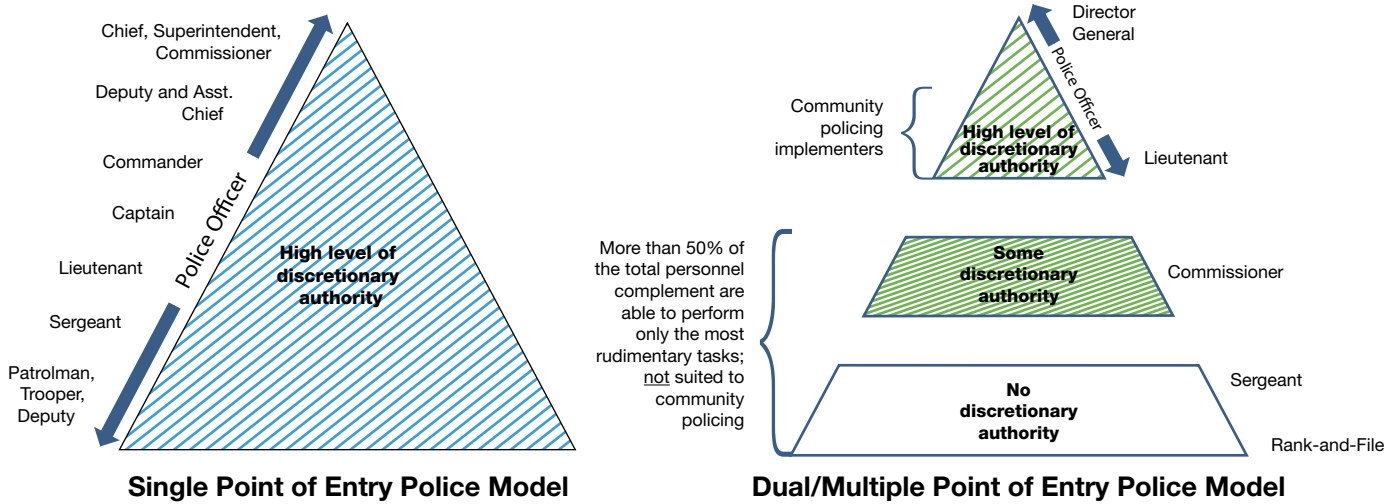 Chief, Superintendent,
Commissioner
Deputy and Asst.
Chief
Commander
Captain
Lieutenant
Sergeant
Patrolman,
Trooper,
Deputy
Police Officer
High level of
discretionary
authority
Single Point of Entry Police Model
Director
General
Police Officer
Community
policing
implementers
High level of
discretionary
authority
Lieutenant
More than 50% of
the total personnel
complement are
able to perform
only the most
rudimentary tasks;
not suited to
community
policing
Some
discretionary
authority
Commissioner
Sergeant
No
discretionary
authority
Rank-and-File
Dual/Multiple Point of Entry Police Model